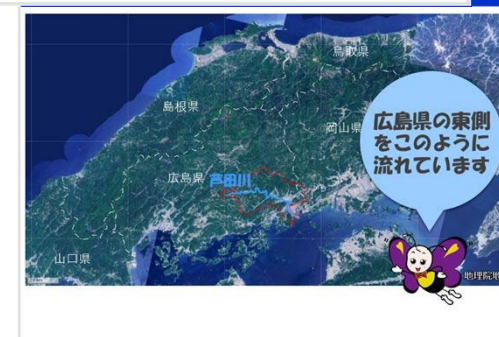 鳥取県
島根県
岡山県
広島県の東側
をこのように
流れています
広島県 芦田川
山口県
地理院地